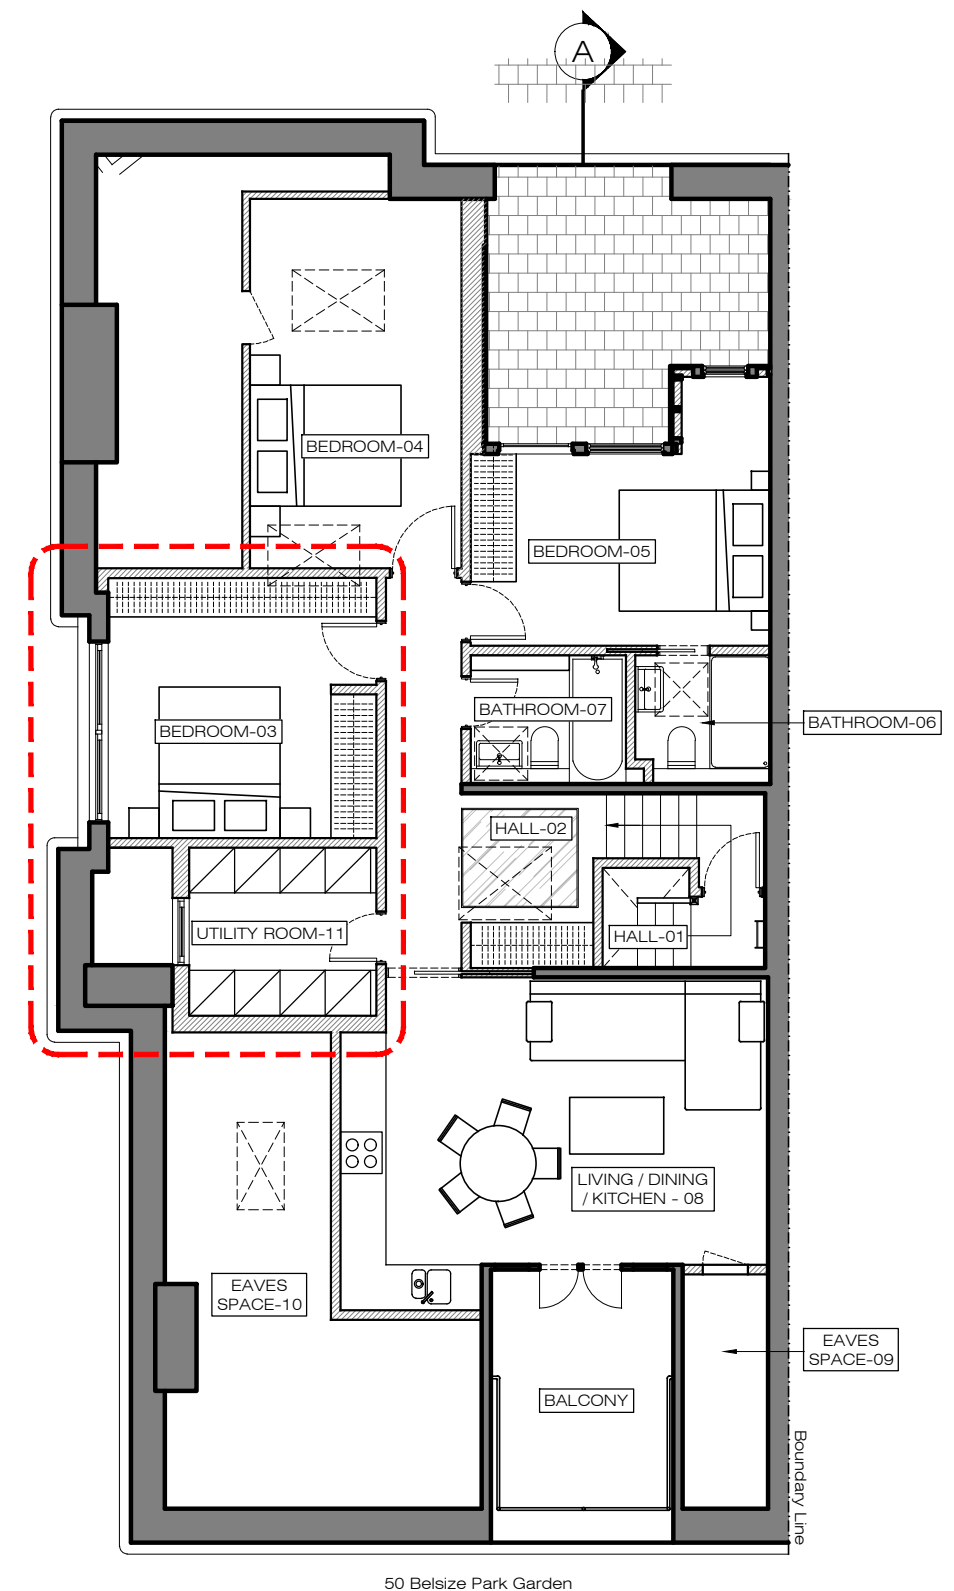 A
BEDROOM-04
BEDROOM-05
BATHROOM-07
BATHROOM-06
BEDROOM-03
HALL-02
UTILITY ROOM-11
HALL-01
LIVING / DINING
/ KITCHEN - 08
EAVES
SPACE-10
EAVES
SPACE-09
BALCONY
Boundary Line
50 Belsize Park Garden